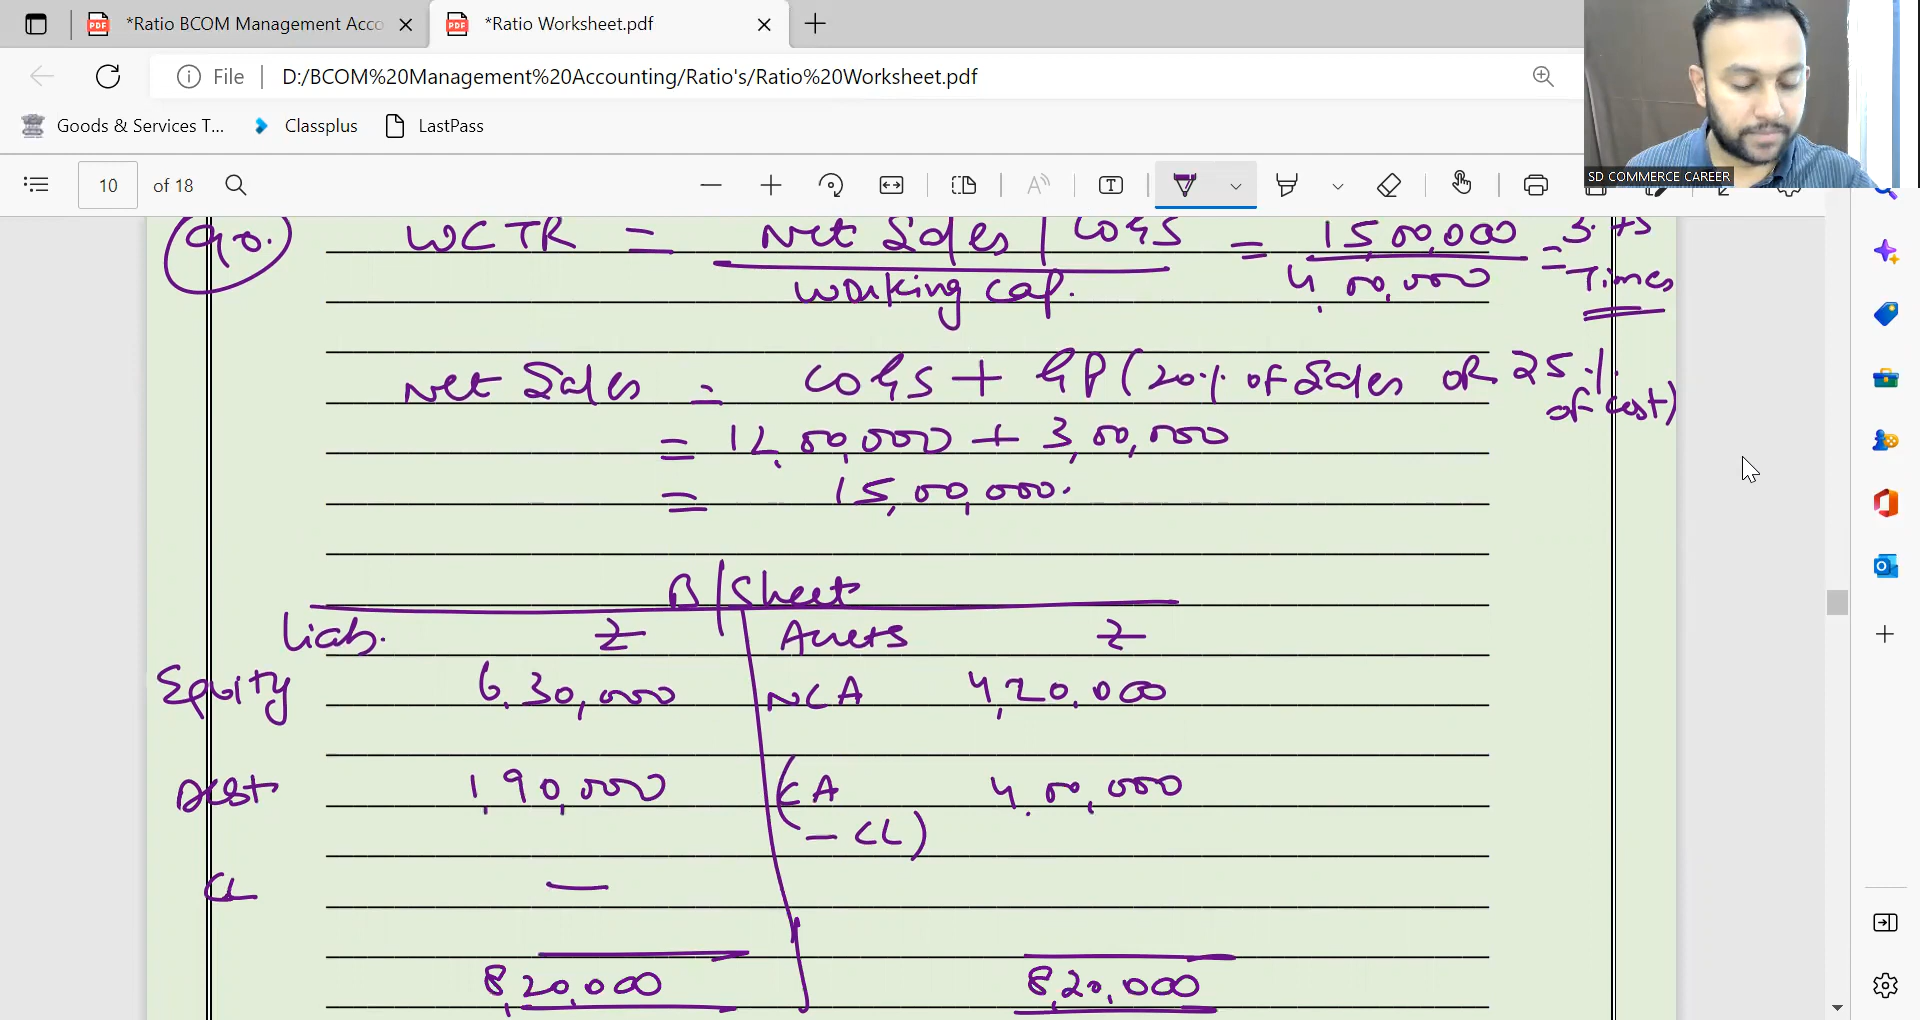 *Ratio BCOM Management Acco
*Ratio Worksheet.pdf
File
D:/BCOM%20Management%20Accounting/Ratio's/Ratio%20Worksheet.pdf
Goods & Services T...
Classplus
LastPass
10
of 18
SD COMMERCE CAREER
90.
WCTR = Net Sales / COGS = 15,00,000 = 3.75
working cap. 4,00,000 Times
Net Sales = COGS + GP (20% of Sales OR 25%
of cost)
= 12,00,000 + 3,00,000
= 15,00,000.
B/Sheet
Liab. ₹ Assets ₹
Equity 6,30,000 NCA 4,20,000
Debt 1,90,000 (CA 4,00,000
- CL)
CL —
8,20,000 8,20,000